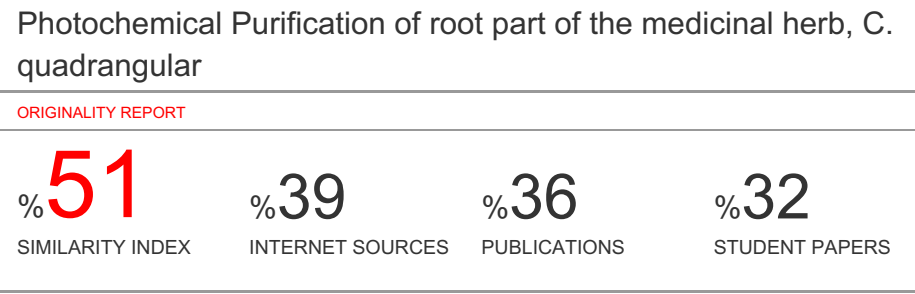 Photochemical Purification of root part of the medicinal herb, C.
quadrangular
ORIGINALITY REPORT
%51 %39 %36 %32
SIMILARITY INDEX INTERNET SOURCES PUBLICATIONS STUDENT PAPERS